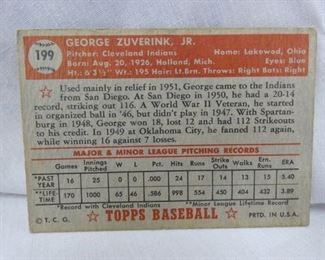 199
GEORGE ZUVERINK, JR.
Pitcher: Cleveland Indians Home: Lakewood, Ohio
Born: Aug. 20, 1926, Holland, Mich. Eyes: Blue
Ht.: 6'3½" Wt.: 195 Hair: Lt. Brn. Throws: Right Bats: Right
Used mainly in relief in 1951, George came to the Indians
from San Diego. At San Diego in 1950, he had a 20-14
record, striking out 116. A World War II Veteran, he started
in organized ball in '46, but didn't play in 1947. With Spartan-
burg in 1948, George won 18, lost 12 and had 112 Strikeouts
to his credit. In 1949 at Oklahoma City, he fanned 112 again,
while winning 16 games.
MAJOR & MINOR LEAGUE PITCHING RECORDS
Games Innings Pitched W L Pct. Hits Runs Strike Outs Walks Ern. Runs ERA
*PAST YEAR 16 25 0 0 .000 24 17 14 13 15 5.40
†LIFE-TIME 170 1000 65 46 .586 998 554 457 450 432 3.89
*Record with Cleveland Indians †Minor League Record excluding Cleveland Record
© T. C. G. TOPPS BASEBALL PRTD. IN U.S.A.